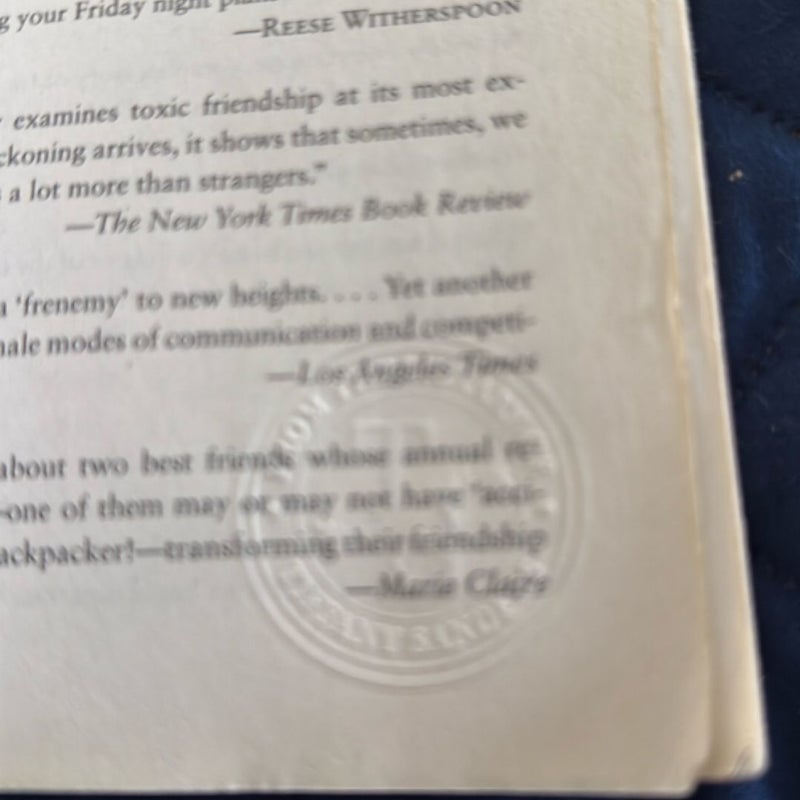 your Friday night
—REESE WITHERSPOON
examines toxic friendship at its most ex-
ckoning arrives, it shows that sometimes, we
a lot more than strangers."
—The New York Times Book Review
'frenemy' to new heights. . . . Yet another
nale modes of communication and competi-
—Los Angeles Times
about two best friends whose annual re-
-one of them may or may not have "acci-
ackpacker!—transforming their friendship
—Marie Claire